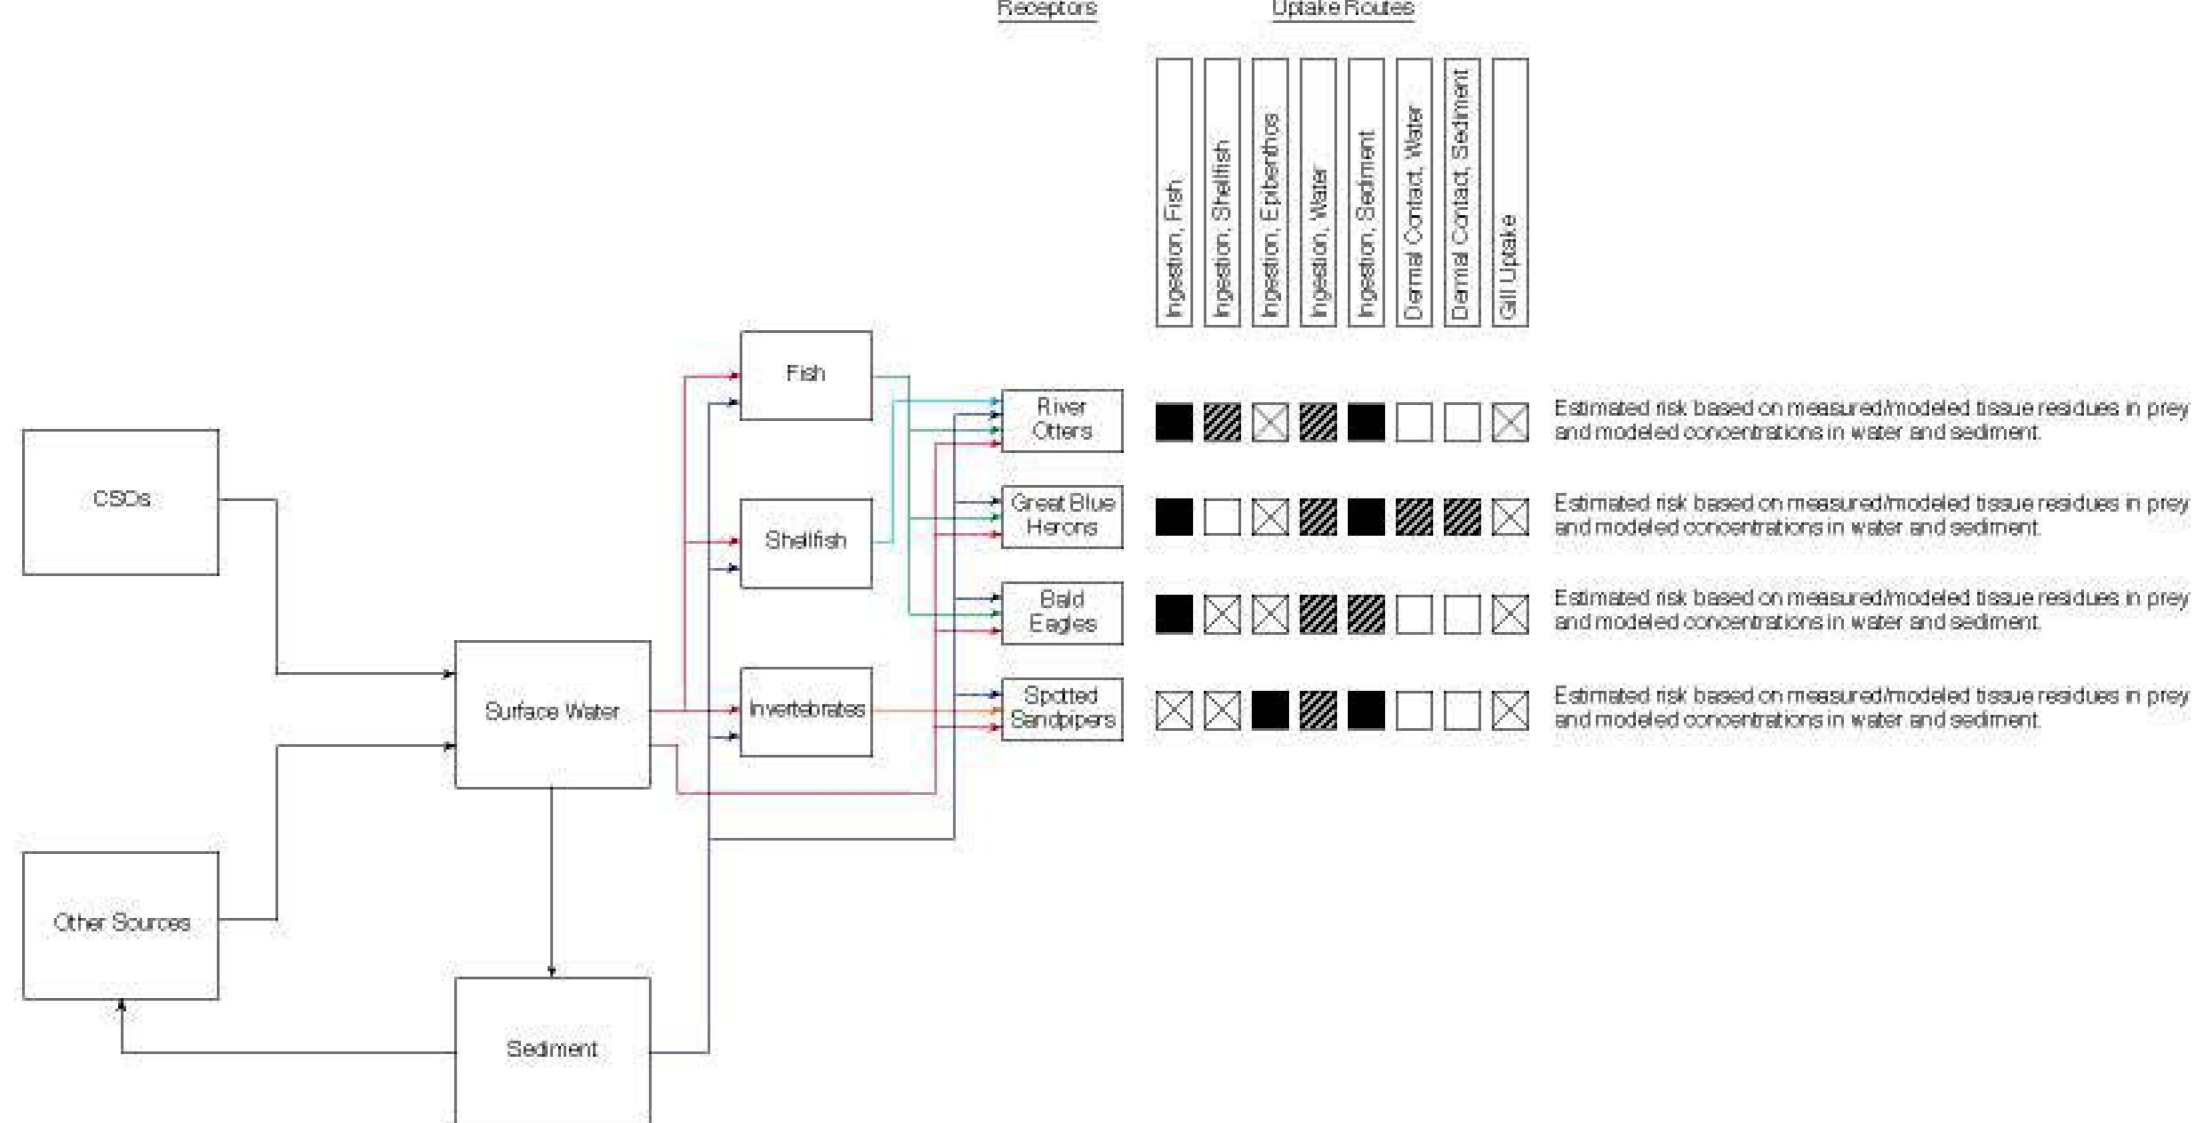 Receptors
Uptake Routes
Ingestion, Fish
Ingestion, Shellfish
Ingestion, Epibenthos
Ingestion, Water
Ingestion, Sediment
Dermal Contact, Water
Dermal Contact, Sediment
Gill Uptake
Fish
River
Otters
Estimated risk based on measured/modeled tissue residues in prey
and modeled concentrations in water and sediment.
CSOs
Great Blue
Herons
Estimated risk based on measured/modeled tissue residues in prey
and modeled concentrations in water and sediment.
Shellfish
Bald
Eagles
Estimated risk based on measured/modeled tissue residues in prey
and modeled concentrations in water and sediment.
Surface Water
Invertebrates
Spotted
Sandpipers
Estimated risk based on measured/modeled tissue residues in prey
and modeled concentrations in water and sediment.
Other Sources
Sediment